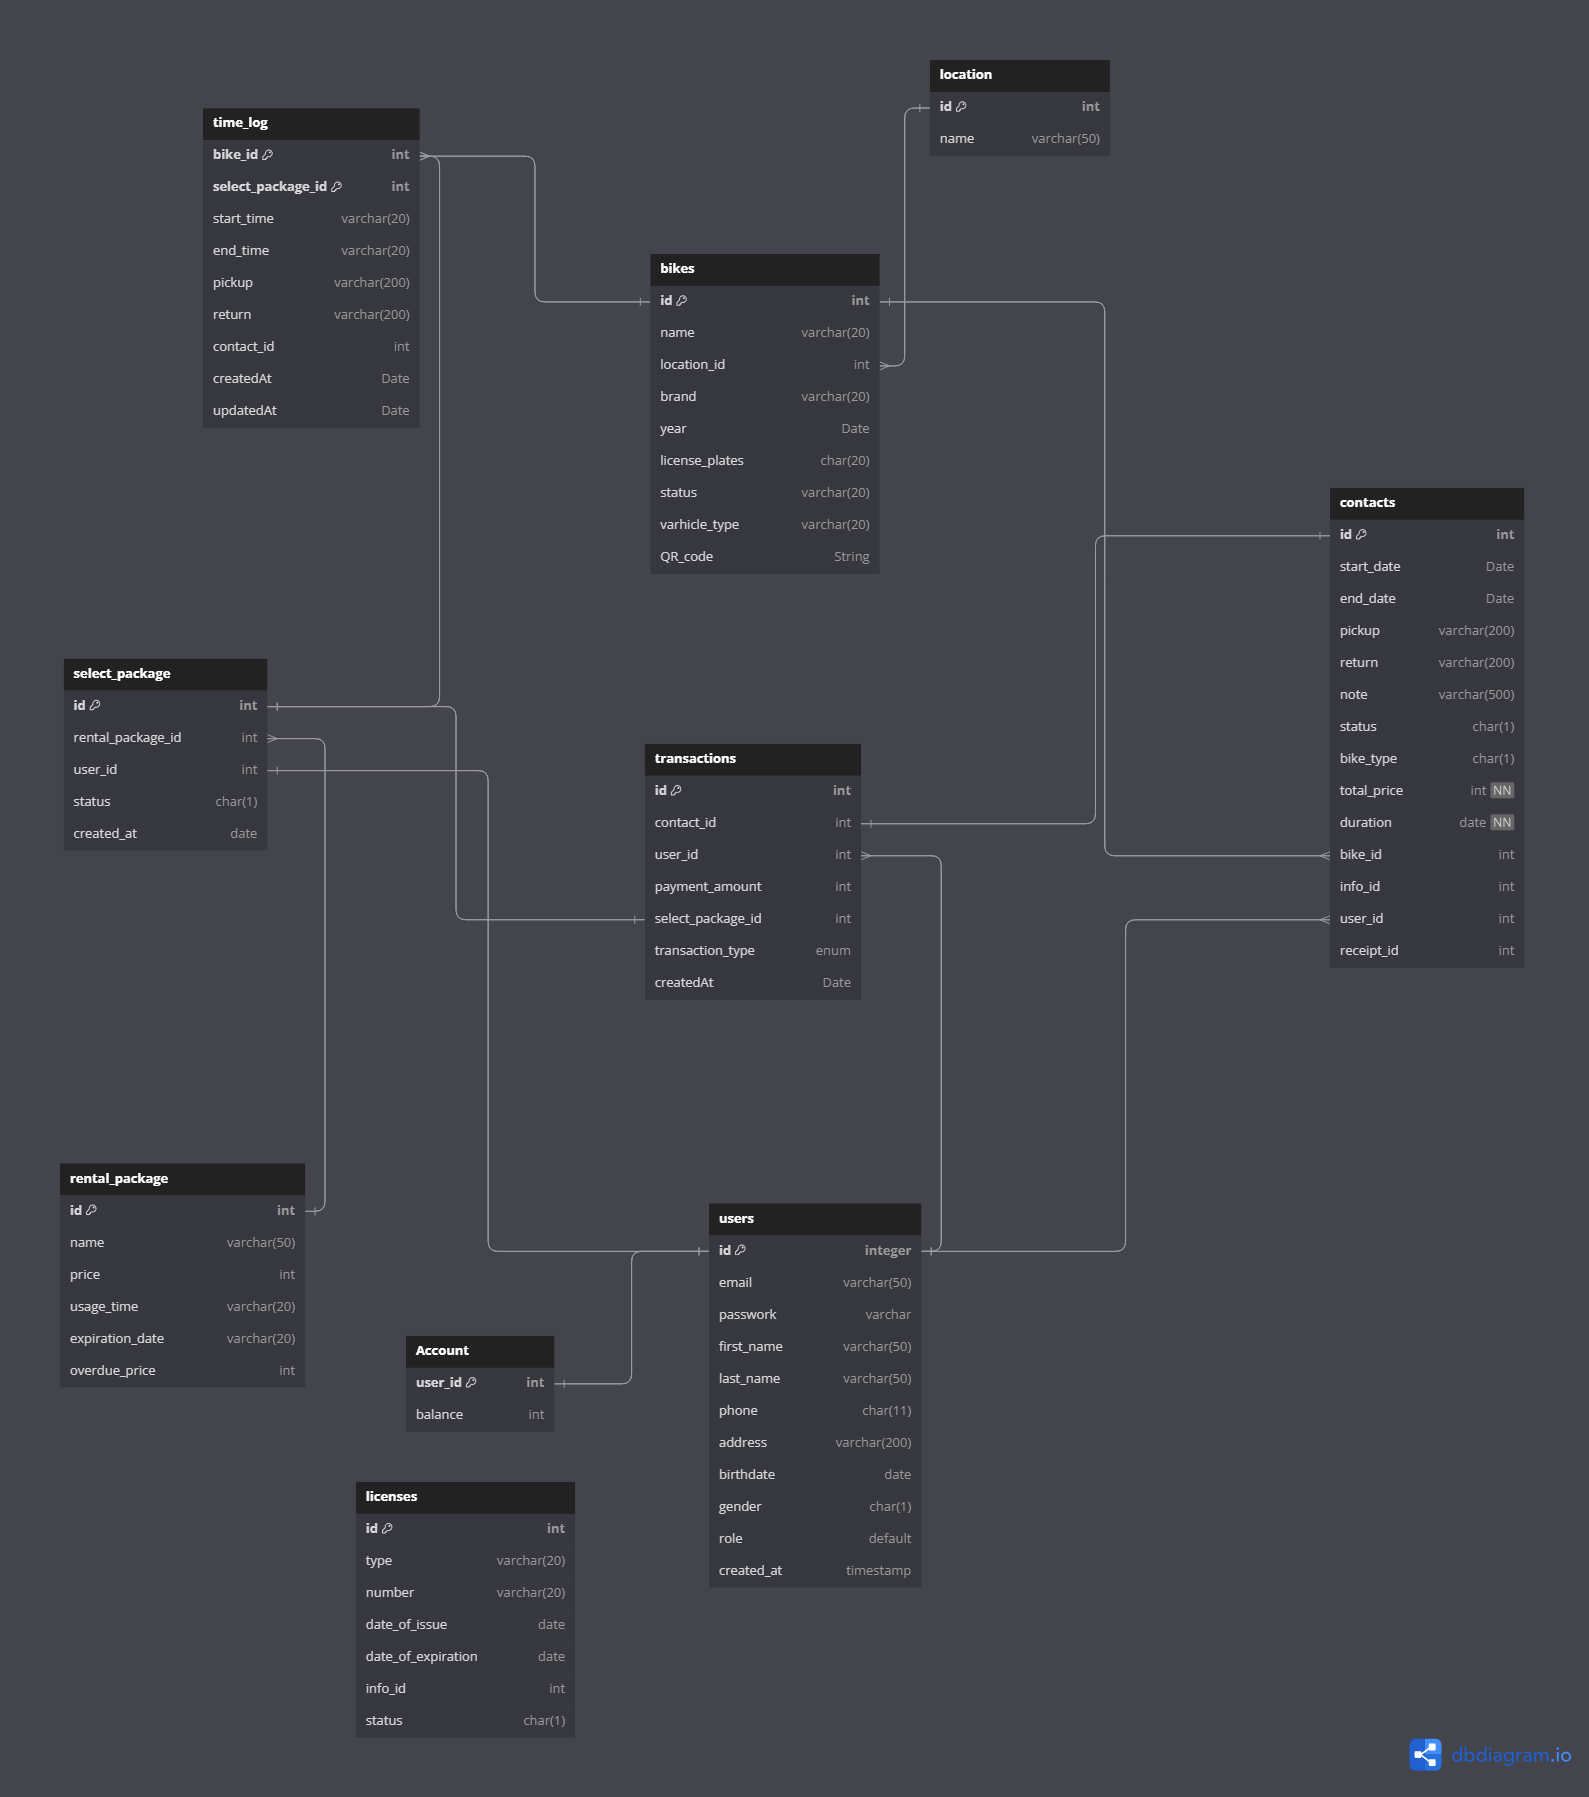 location
id int
name varchar(50)
time_log
bike_id int
select_package_id int
start_time varchar(20)
end_time varchar(20)
pickup varchar(200)
return varchar(200)
contact_id int
createdAt Date
updatedAt Date
bikes
id int
name varchar(20)
location_id int
brand varchar(20)
year Date
license_plates char(20)
status varchar(20)
varhicle_type varchar(20)
QR_code String
contacts
id int
start_date Date
end_date Date
pickup varchar(200)
return varchar(200)
note varchar(500)
status char(1)
bike_type char(1)
total_price int NN
duration date NN
bike_id int
info_id int
user_id int
receipt_id int
select_package
id int
rental_package_id int
user_id int
status char(1)
created_at date
transactions
id int
contact_id int
user_id int
payment_amount int
select_package_id int
transaction_type enum
createdAt Date
rental_package
id int
name varchar(50)
price int
usage_time varchar(20)
expiration_date varchar(20)
overdue_price int
users
id integer
email varchar(50)
passwork varchar
first_name varchar(50)
last_name varchar(50)
phone char(11)
address varchar(200)
birthdate date
gender char(1)
role default
created_at timestamp
Account
user_id int
balance int
licenses
id int
type varchar(20)
number varchar(20)
date_of_issue date
date_of_expiration date
info_id int
status char(1)
dbdiagram.io